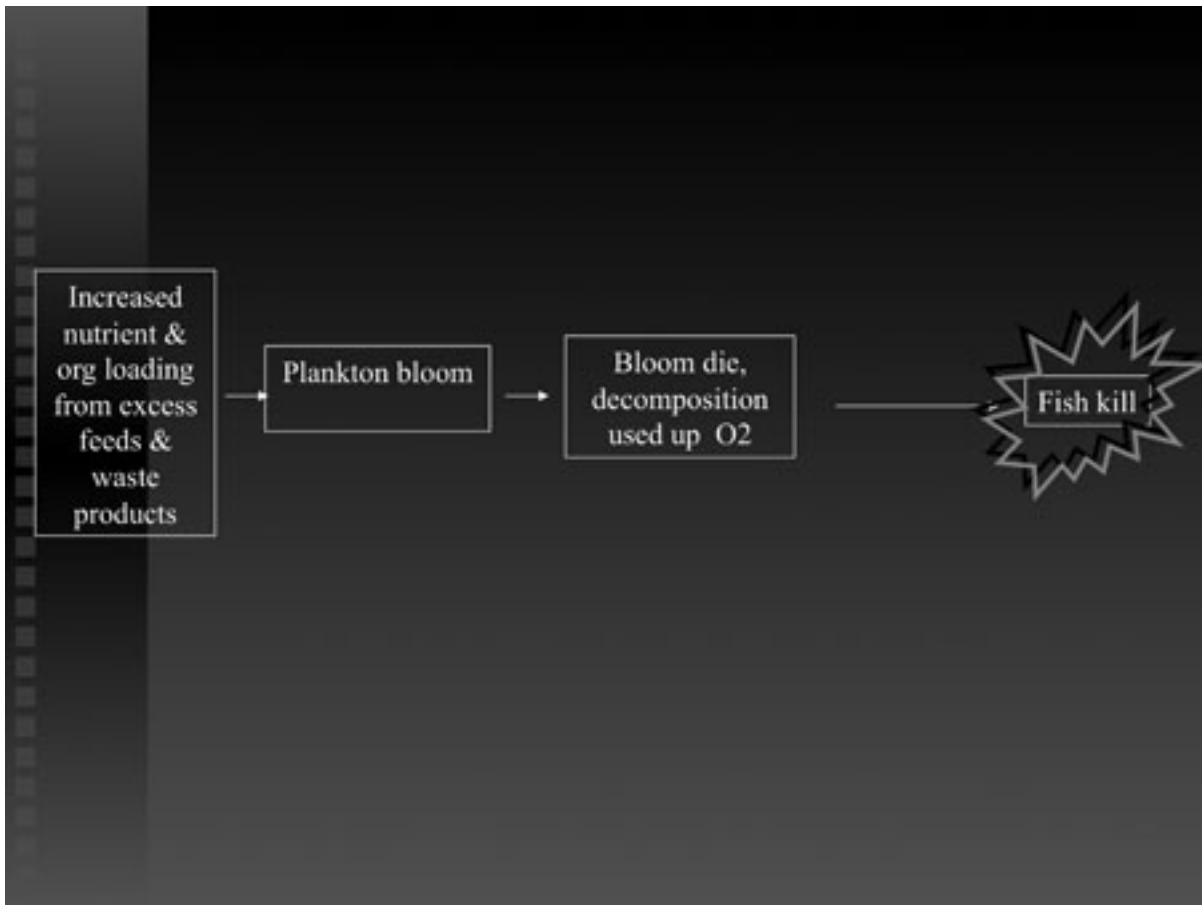 Increased
nutrient &
org loading
from excess
feeds &
waste
products
Plankton bloom
Bloom die,
decomposition
used up O2
Fish kill